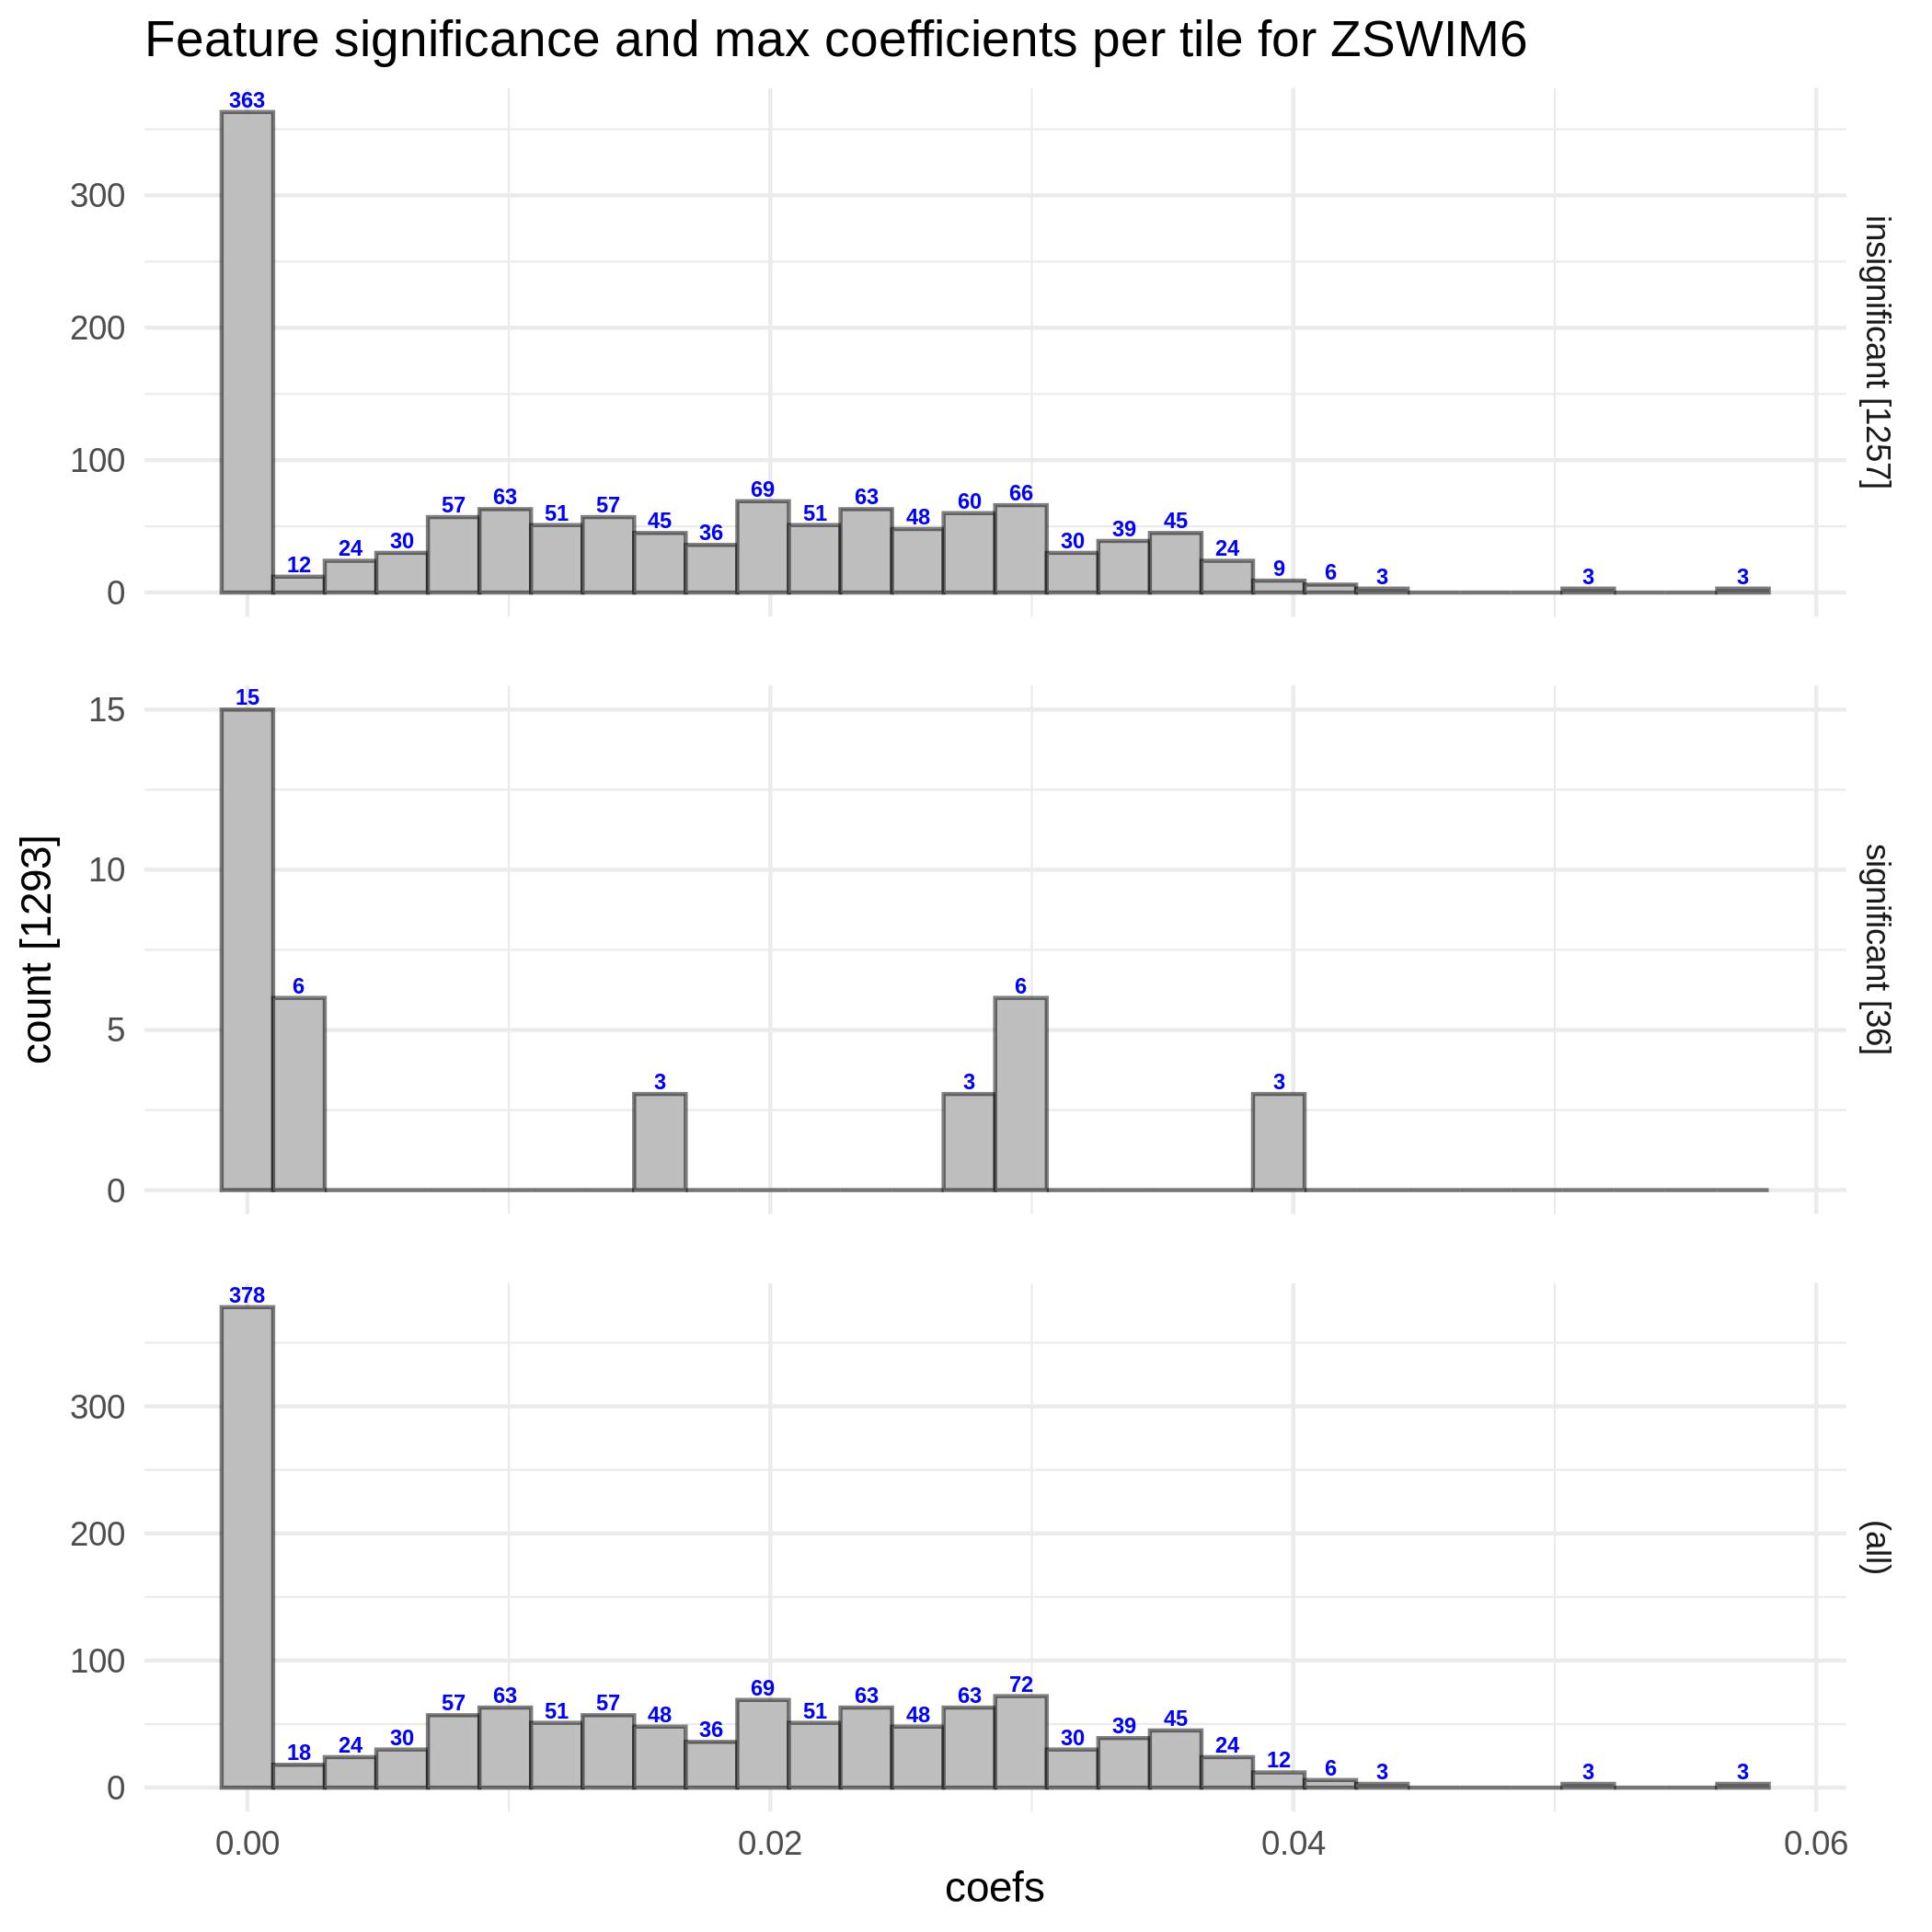 Feature significance and max coefficients per tile for ZSWIM6
363
12 24 30 57 63 51 57 45 36 69 51 63 48 60 66 30 39 45 24 9 6 3 3 3
300
200
100
0
insignificant [1257]
15
6 3 3 6 3
15
10
5
0
significant [36]
count [1293]
378
18 24 30 57 63 51 57 48 36 69 51 63 48 63 72 30 39 45 24 12 6 3 3 3
300
200
100
0
(all)
0.00 0.02 0.04 0.06
coefs